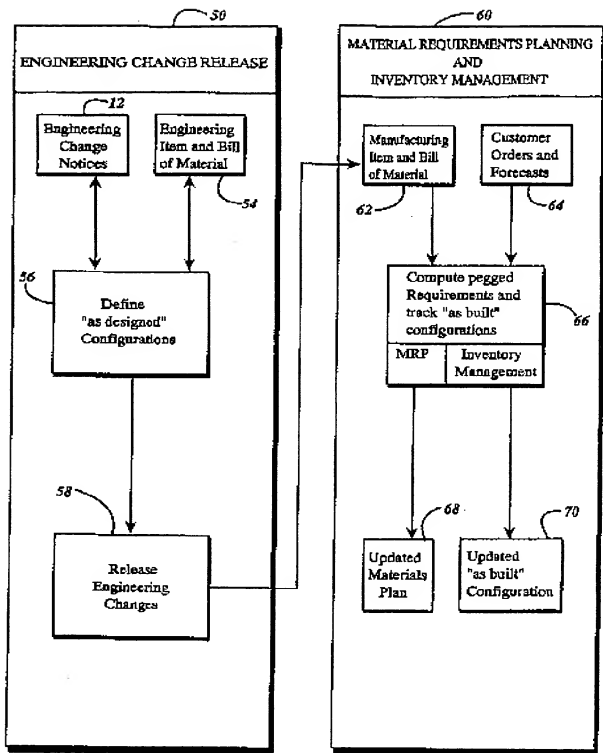 50
ENGINEERING CHANGE RELEASE
12
Engineering
Change
Notices
Engineering
Item and Bill
of Material
54
56
Define
"as designed"
Configurations
58
Release
Engineering
Changes
60
MATERIAL REQUIREMENTS PLANNING
AND
INVENTORY MANAGEMENT
Manufacturing
Item and Bill
of Material
62
Customer
Orders and
Forecasts
64
Compute pegged
Requirements and
track "as built"
configurations
66
MRP
Inventory
Management
68
Updated
Materials
Plan
70
Updated
"as built"
Configuration